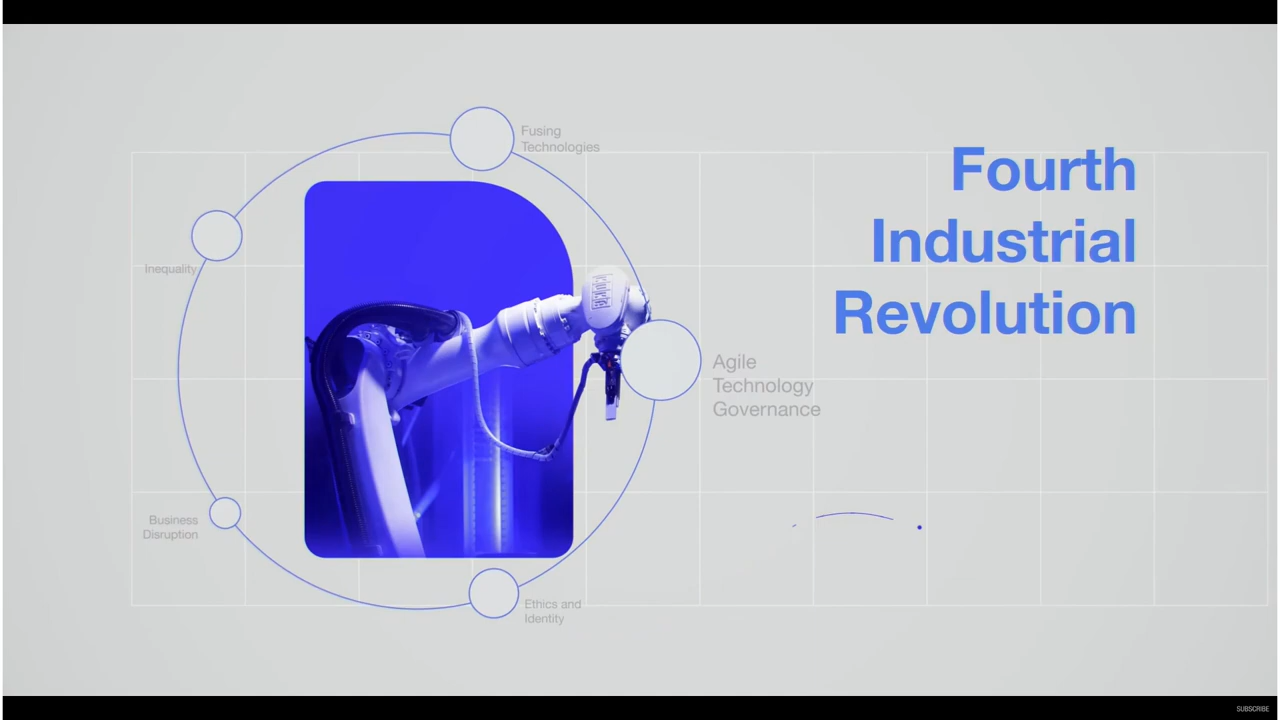 Fusing
Technologies
Fourth
Industrial
Revolution
Inequality
Agile
Technology
Governance
Business
Disruption
Ethics and
Identity
SUBSCRIBE